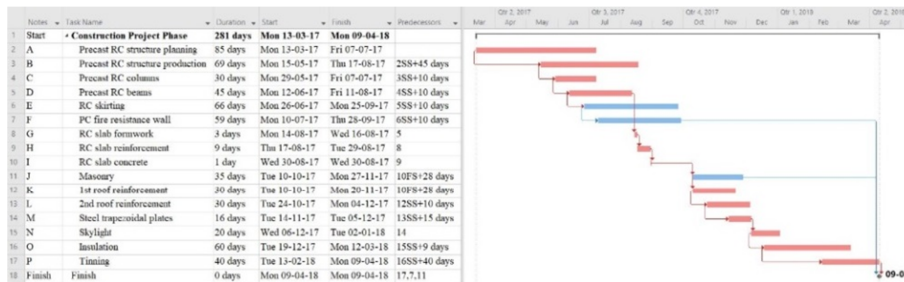 Notes Task Name Duration Start Finish Predecessors Qtr 2, 2017 Qtr 3, 2017 Qtr 4, 2017 Qtr 1, 2018 Qtr 2, 201
Mar Apr May Jun Jul Aug Sep Oct Nov Dec Jan Feb Mar Apr
1 Start Construction Project Phase 281 days Mon 13-03-17 Mon 09-04-18
2 A Precast RC structure planning 85 days Mon 13-03-17 Fri 07-07-17
3 B Precast RC structure production 69 days Mon 15-05-17 Thu 17-08-17 2SS+45 days
4 C Precast RC columns 30 days Mon 29-05-17 Fri 07-07-17 3SS+10 days
5 D Precast RC beams 45 days Mon 12-06-17 Fri 11-08-17 4SS+10 days
6 E RC skirting 66 days Mon 26-06-17 Mon 25-09-17 5SS+10 days
7 F PC fire resistance wall 59 days Mon 10-07-17 Thu 28-09-17 6SS+10 days
8 G RC slab formwork 3 days Mon 14-08-17 Wed 16-08-17 5
9 H RC slab reinforcement 9 days Thu 17-08-17 Tue 29-08-17 8
10 I RC slab concrete 1 day Wed 30-08-17 Wed 30-08-17 9
11 J Masonry 35 days Tue 10-10-17 Mon 27-11-17 10FS+28 days
12 K 1st roof reinforcement 30 days Tue 10-10-17 Mon 20-11-17 10FS+28 days
13 L 2nd roof reinforcement 30 days Tue 24-10-17 Mon 04-12-17 12SS+10 days
14 M Steel traperoidal plates 16 days Tue 14-11-17 Tue 05-12-17 13SS+15 days
15 N Skylight 20 days Wed 06-12-17 Tue 02-01-18 14
16 O Insulation 60 days Tue 19-12-17 Mon 12-03-18 15SS+9 days
17 P Tinning 40 days Tue 13-02-18 Mon 09-04-18 16SS+40 days
18 Finish Finish 0 days Mon 09-04-18 Mon 09-04-18 17,7,11 09-0